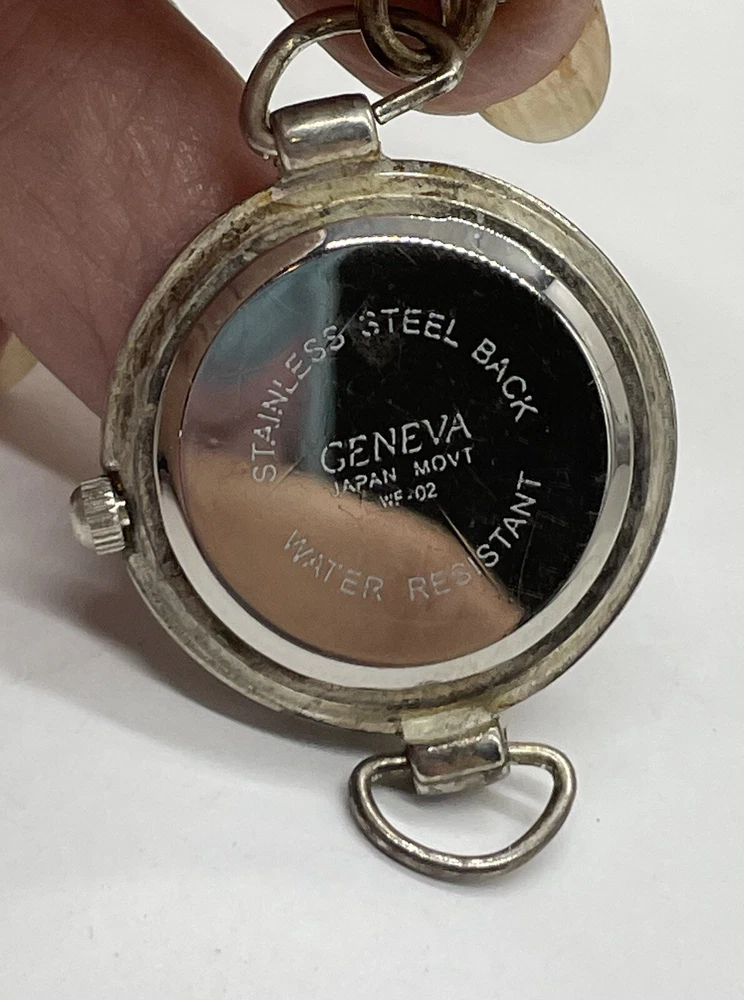 STAINLESS STEEL BACK
GENEVA
JAPAN MOVT
WF-02
WATER RESISTANT